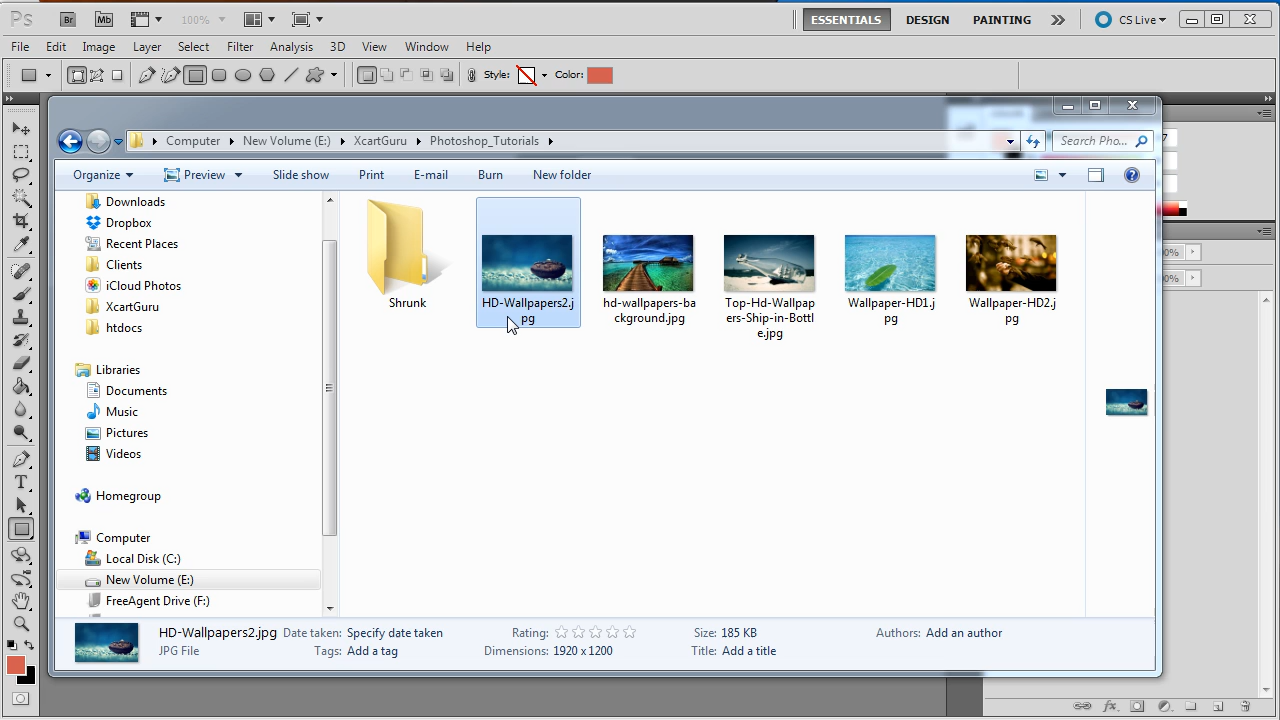 Ps Br Mb 100% ESSENTIALS DESIGN PAINTING CS Live
File Edit Image Layer Select Filter Analysis 3D View Window Help
Style: Color:
Computer New Volume (E:) XcartGuru Photoshop_Tutorials Search Pho...
Organize Preview Slide show Print E-mail Burn New folder
Downloads
Dropbox
Recent Places
Clients
iCloud Photos
XcartGuru
htdocs
Libraries
Documents
Music
Pictures
Videos
Homegroup
Computer
Local Disk (C:)
New Volume (E:)
FreeAgent Drive (F:)
Shrunk
HD-Wallpapers2.j
pg
hd-wallpapers-ba
ckground.jpg
Top-Hd-Wallpap
ers-Ship-in-Bottl
e.jpg
Wallpaper-HD1.j
pg
Wallpaper-HD2.j
pg
HD-Wallpapers2.jpg Date taken: Specify date taken Rating: Size: 185 KB Authors: Add an author
JPG File Tags: Add a tag Dimensions: 1920 x 1200 Title: Add a title